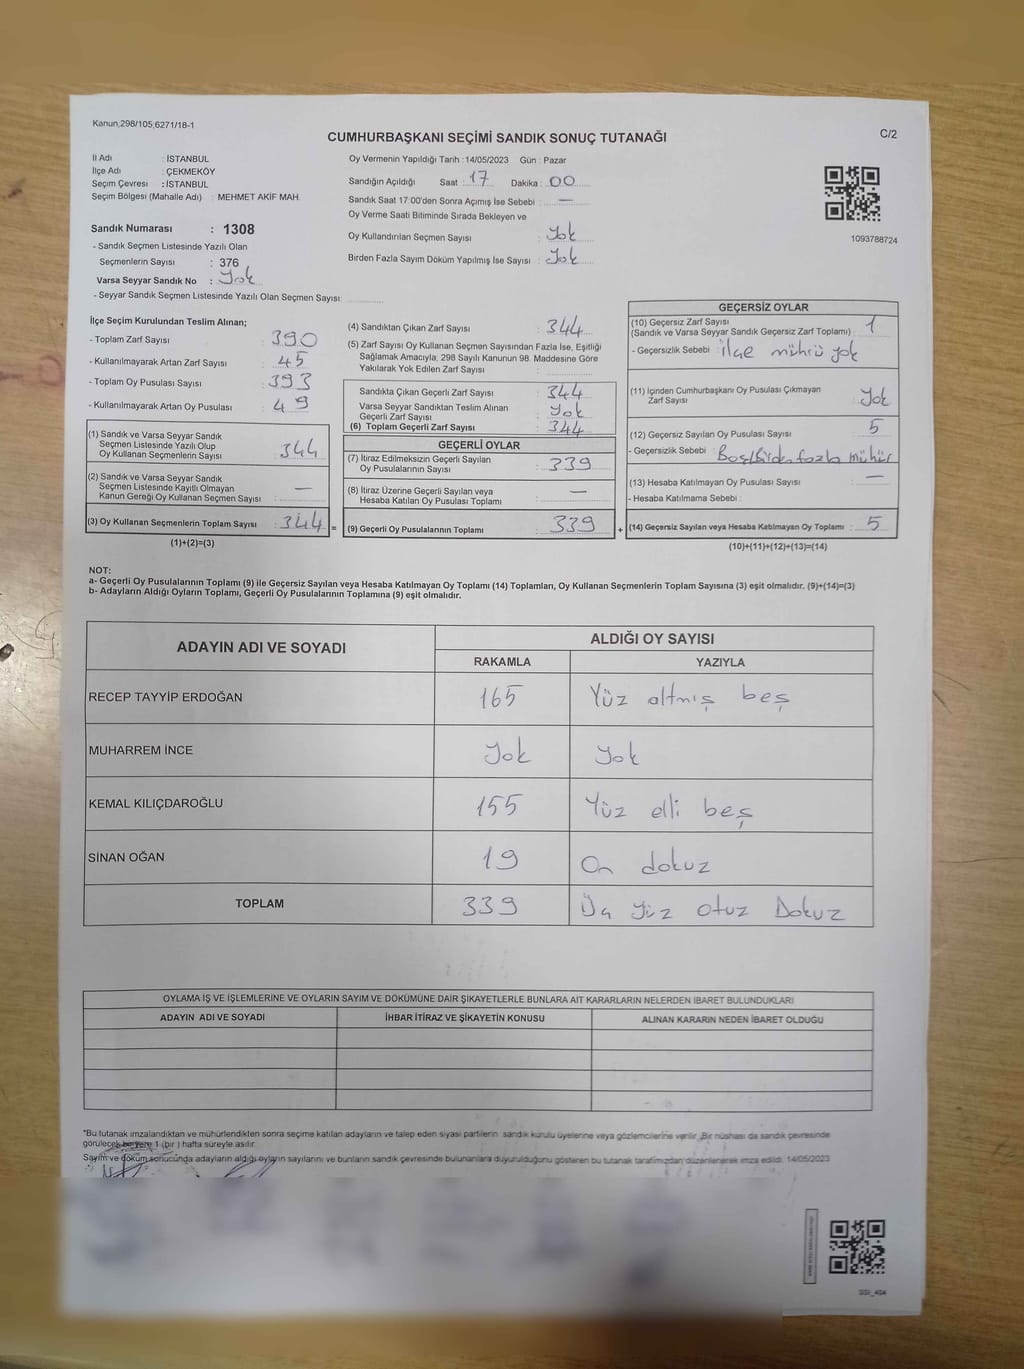 Kanun,298/105,6271/18-1
CUMHURBAŞKANI SEÇİMİ SANDIK SONUÇ TUTANAĞI
C/2
İl Adı : İSTANBUL
İlçe Adı : ÇEKMEKÖY
Seçim Çevresi : İSTANBUL
Seçim Bölgesi (Mahalle Adı) : MEHMET AKİF MAH.
Oy Vermenin Yapıldığı Tarih : 14/05/2023 Gün : Pazar
Sandığın Açıldığı Saat : 17 Dakika : 00
Sandık Saat 17:00'den Sonra Açımış İse Sebebi : —
Oy Verme Saati Bitiminde Sırada Bekleyen ve
Oy Kullandırılan Seçmen Sayısı : Yok
Birden Fazla Sayım Döküm Yapılmış İse Sayısı : Yok
1093788724
Sandık Numarası : 1308
- Sandık Seçmen Listesinde Yazılı Olan
Seçmenlerin Sayısı : 376
Varsa Seyyar Sandık No : Yok
- Seyyar Sandık Seçmen Listesinde Yazılı Olan Seçmen Sayısı:
İlçe Seçim Kurulundan Teslim Alınan;
- Toplam Zarf Sayısı : 390
- Kullanılmayarak Artan Zarf Sayısı : 45
- Toplam Oy Pusulası Sayısı : 393
- Kullanılmayarak Artan Oy Pusulası : 49
(1) Sandık ve Varsa Seyyar Sandık
Seçmen Listesinde Yazılı Olup
Oy Kullanan Seçmenlerin Sayısı : 344
(2) Sandık ve Varsa Seyyar Sandık
Seçmen Listesinde Kayıtlı Olmayan
Kanun Gereği Oy Kullanan Seçmen Sayısı : —
(3) Oy Kullanan Seçmenlerin Toplam Sayısı : 344 =
(1)+(2)=(3)
(4) Sandıktan Çıkan Zarf Sayısı : 344
(5) Zarf Sayısı Oy Kullanan Seçmen Sayısından Fazla İse, Eşitliği
Sağlamak Amacıyla, 298 Sayılı Kanunun 98. Maddesine Göre
Yakılarak Yok Edilen Zarf Sayısı :
Sandıkta Çıkan Geçerli Zarf Sayısı : 344
Varsa Seyyar Sandıktan Teslim Alınan
Geçerli Zarf Sayısı : Yok
(6) Toplam Geçerli Zarf Sayısı : 344
GEÇERLİ OYLAR
(7) İtiraz Edilmeksizin Geçerli Sayılan
Oy Pusulalarının Sayısı : 339
(8) İtiraz Üzerine Geçerli Sayılan veya
Hesaba Katılan Oy Pusulası Toplamı : —
(9) Geçerli Oy Pusulalarının Toplamı : 339 +
GEÇERSİZ OYLAR
(10) Geçersiz Zarf Sayısı
(Sandık ve Varsa Seyyar Sandık Geçersiz Zarf Toplamı) : 1
- Geçersizlik Sebebi : İlçe mührü yok
(11) İçinden Cumhurbaşkanı Oy Pusulası Çıkmayan
Zarf Sayısı : Yok
(12) Geçersiz Sayılan Oy Pusulası Sayısı : 5
- Geçersizlik Sebebi : Boş/Birden fazla mühür
(13) Hesaba Katılmayan Oy Pusulası Sayısı : —
- Hesaba Katılmama Sebebi :
(14) Geçersiz Sayılan veya Hesaba Katılmayan Oy Toplamı : 5
(10)+(11)+(12)+(13)=(14)
NOT:
a- Geçerli Oy Pusulalarının Toplamı (9) ile Geçersiz Sayılan veya Hesaba Katılmayan Oy Toplamı (14) Toplamları, Oy Kullanan Seçmenlerin Toplam Sayısına (3) eşit olmalıdır. (9)+(14)=(3)
b- Adayların Aldığı Oyların Toplamı, Geçerli Oy Pusulalarının Toplamına (9) eşit olmalıdır.
ADAYIN ADI VE SOYADI
ALDIĞI OY SAYISI
RAKAMLA YAZIYLA
RECEP TAYYİP ERDOĞAN 165 Yüz altmış beş
MUHARREM İNCE Yok Yok
KEMAL KILIÇDAROĞLU 155 Yüz elli beş
SİNAN OĞAN 19 On dokuz
TOPLAM 339 Üç Yüz Otuz Dokuz
OYLAMA İŞ VE İŞLEMLERİNE VE OYLARIN SAYIM VE DÖKÜMÜNE DAİR ŞİKAYETLERLE BUNLARA AİT KARARLARIN NELERDEN İBARET BULUNDUKLARI
ADAYIN ADI VE SOYADI İHBAR İTİRAZ VE ŞİKAYETİN KONUSU ALINAN KARARIN NEDEN İBARET OLDUĞU
*Bu tutanak imzalandıktan ve mühürlendikten sonra seçime katılan adayların ve talep eden siyasi partilerin sandık kurulu üyelerine veya gözlemcilerine verilir. Bir nüshası da sandık çevresinde
görülecek bir yere 1 (bir ) hafta süreyle asılır.
Sayım ve döküm sonucunda adayların aldığı oyların sayılarını ve bunların sandık çevresinde bulunanlara duyurulduğunu gösteren bu tutanak tarafımızdan düzenlenerek imza edildi. 14/05/2023